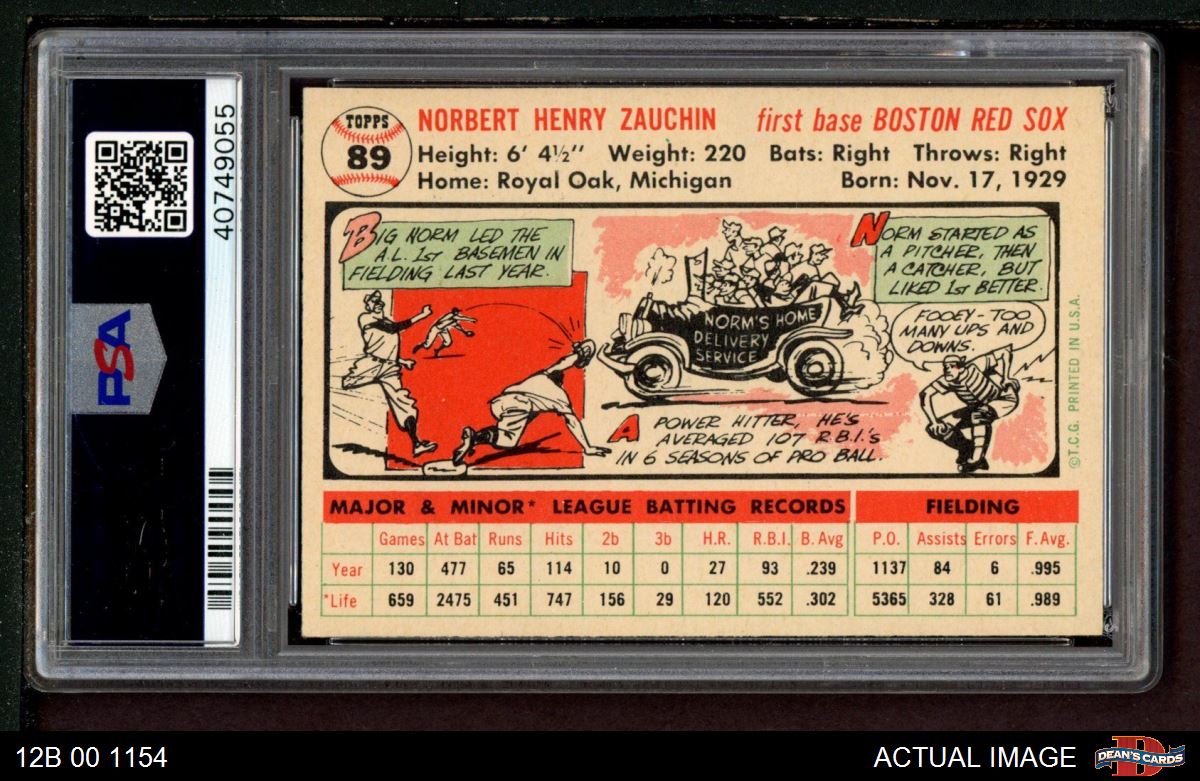 40749055
PSA
TOPPS
89
NORBERT HENRY ZAUCHIN first base BOSTON RED SOX
Height: 6' 4½" Weight: 220 Bats: Right Throws: Right
Home: Royal Oak, Michigan Born: Nov. 17, 1929
BIG NORM LED THE
A.L. 1ST BASEMEN IN
FIELDING LAST YEAR.
NORM'S HOME
DELIVERY
SERVICE
A POWER HITTER, HE'S
AVERAGED 107 R.B.I.'s
IN 6 SEASONS OF PRO BALL.
NORM STARTED AS
A PITCHER, THEN
A CATCHER, BUT
LIKED 1ST BETTER.
FOOEY - TOO
MANY UPS AND
DOWNS.
©T.C.G. PRINTED IN U.S.A.
MAJOR & MINOR* LEAGUE BATTING RECORDS FIELDING
Games At Bat Runs Hits 2b 3b H.R. R.B.I. B. Avg P.O. Assists Errors F. Avg.
Year 130 477 65 114 10 0 27 93 .239 1137 84 6 .995
*Life 659 2475 451 747 156 29 120 552 .302 5365 328 61 .989
12B 00 1154 ACTUAL IMAGE
DEAN'S CARDS